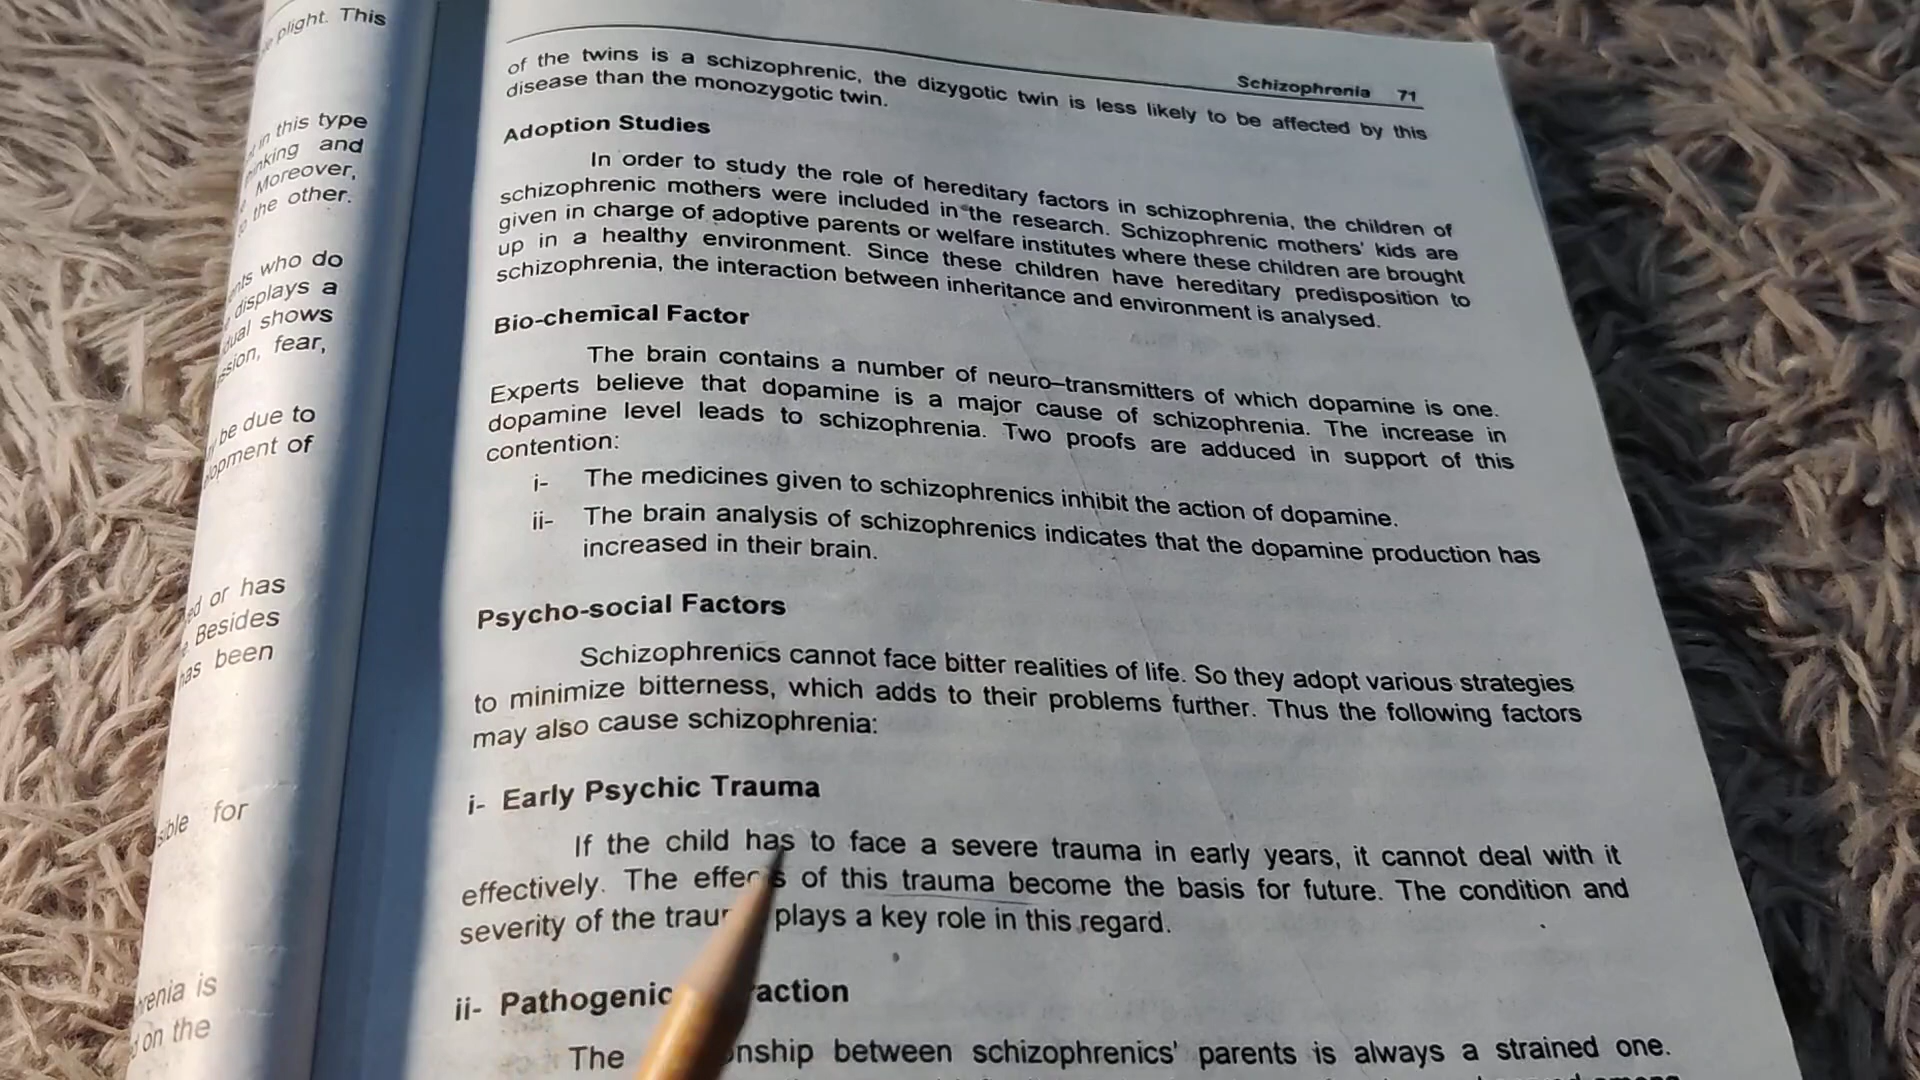 plight. This
in this type
and
Moreover,
the other.
who do
displays a
shows
fear,
be due to
of
or has
Besides
has been
for
is
on the
Schizophrenia 71
of the twins is a schizophrenic, the dizygotic twin is less likely to be affected by this
disease than the monozygotic twin.
Adoption Studies
In order to study the role of hereditary factors in schizophrenia, the children of
schizophrenic mothers were included in the research. Schizophrenic mothers' kids are
given in charge of adoptive parents or welfare institutes where these children are brought
up in a healthy environment. Since these children have hereditary predisposition to
schizophrenia, the interaction between inheritance and environment is analysed.
Bio-chemical Factor
The brain contains a number of neuro–transmitters of which dopamine is one.
Experts believe that dopamine is a major cause of schizophrenia. The increase in
dopamine level leads to schizophrenia. Two proofs are adduced in support of this
contention:
i- The medicines given to schizophrenics inhibit the action of dopamine.
ii- The brain analysis of schizophrenics indicates that the dopamine production has
increased in their brain.
Psycho-social Factors
Schizophrenics cannot face bitter realities of life. So they adopt various strategies
to minimize bitterness, which adds to their problems further. Thus the following factors
may also cause schizophrenia:
i- Early Psychic Trauma
If the child has to face a severe trauma in early years, it cannot deal with it
effectively. The effects of this trauma become the basis for future. The condition and
severity of the plays a key role in this regard.
ii- Pathogenic
The between schizophrenics' parents is always a strained one.